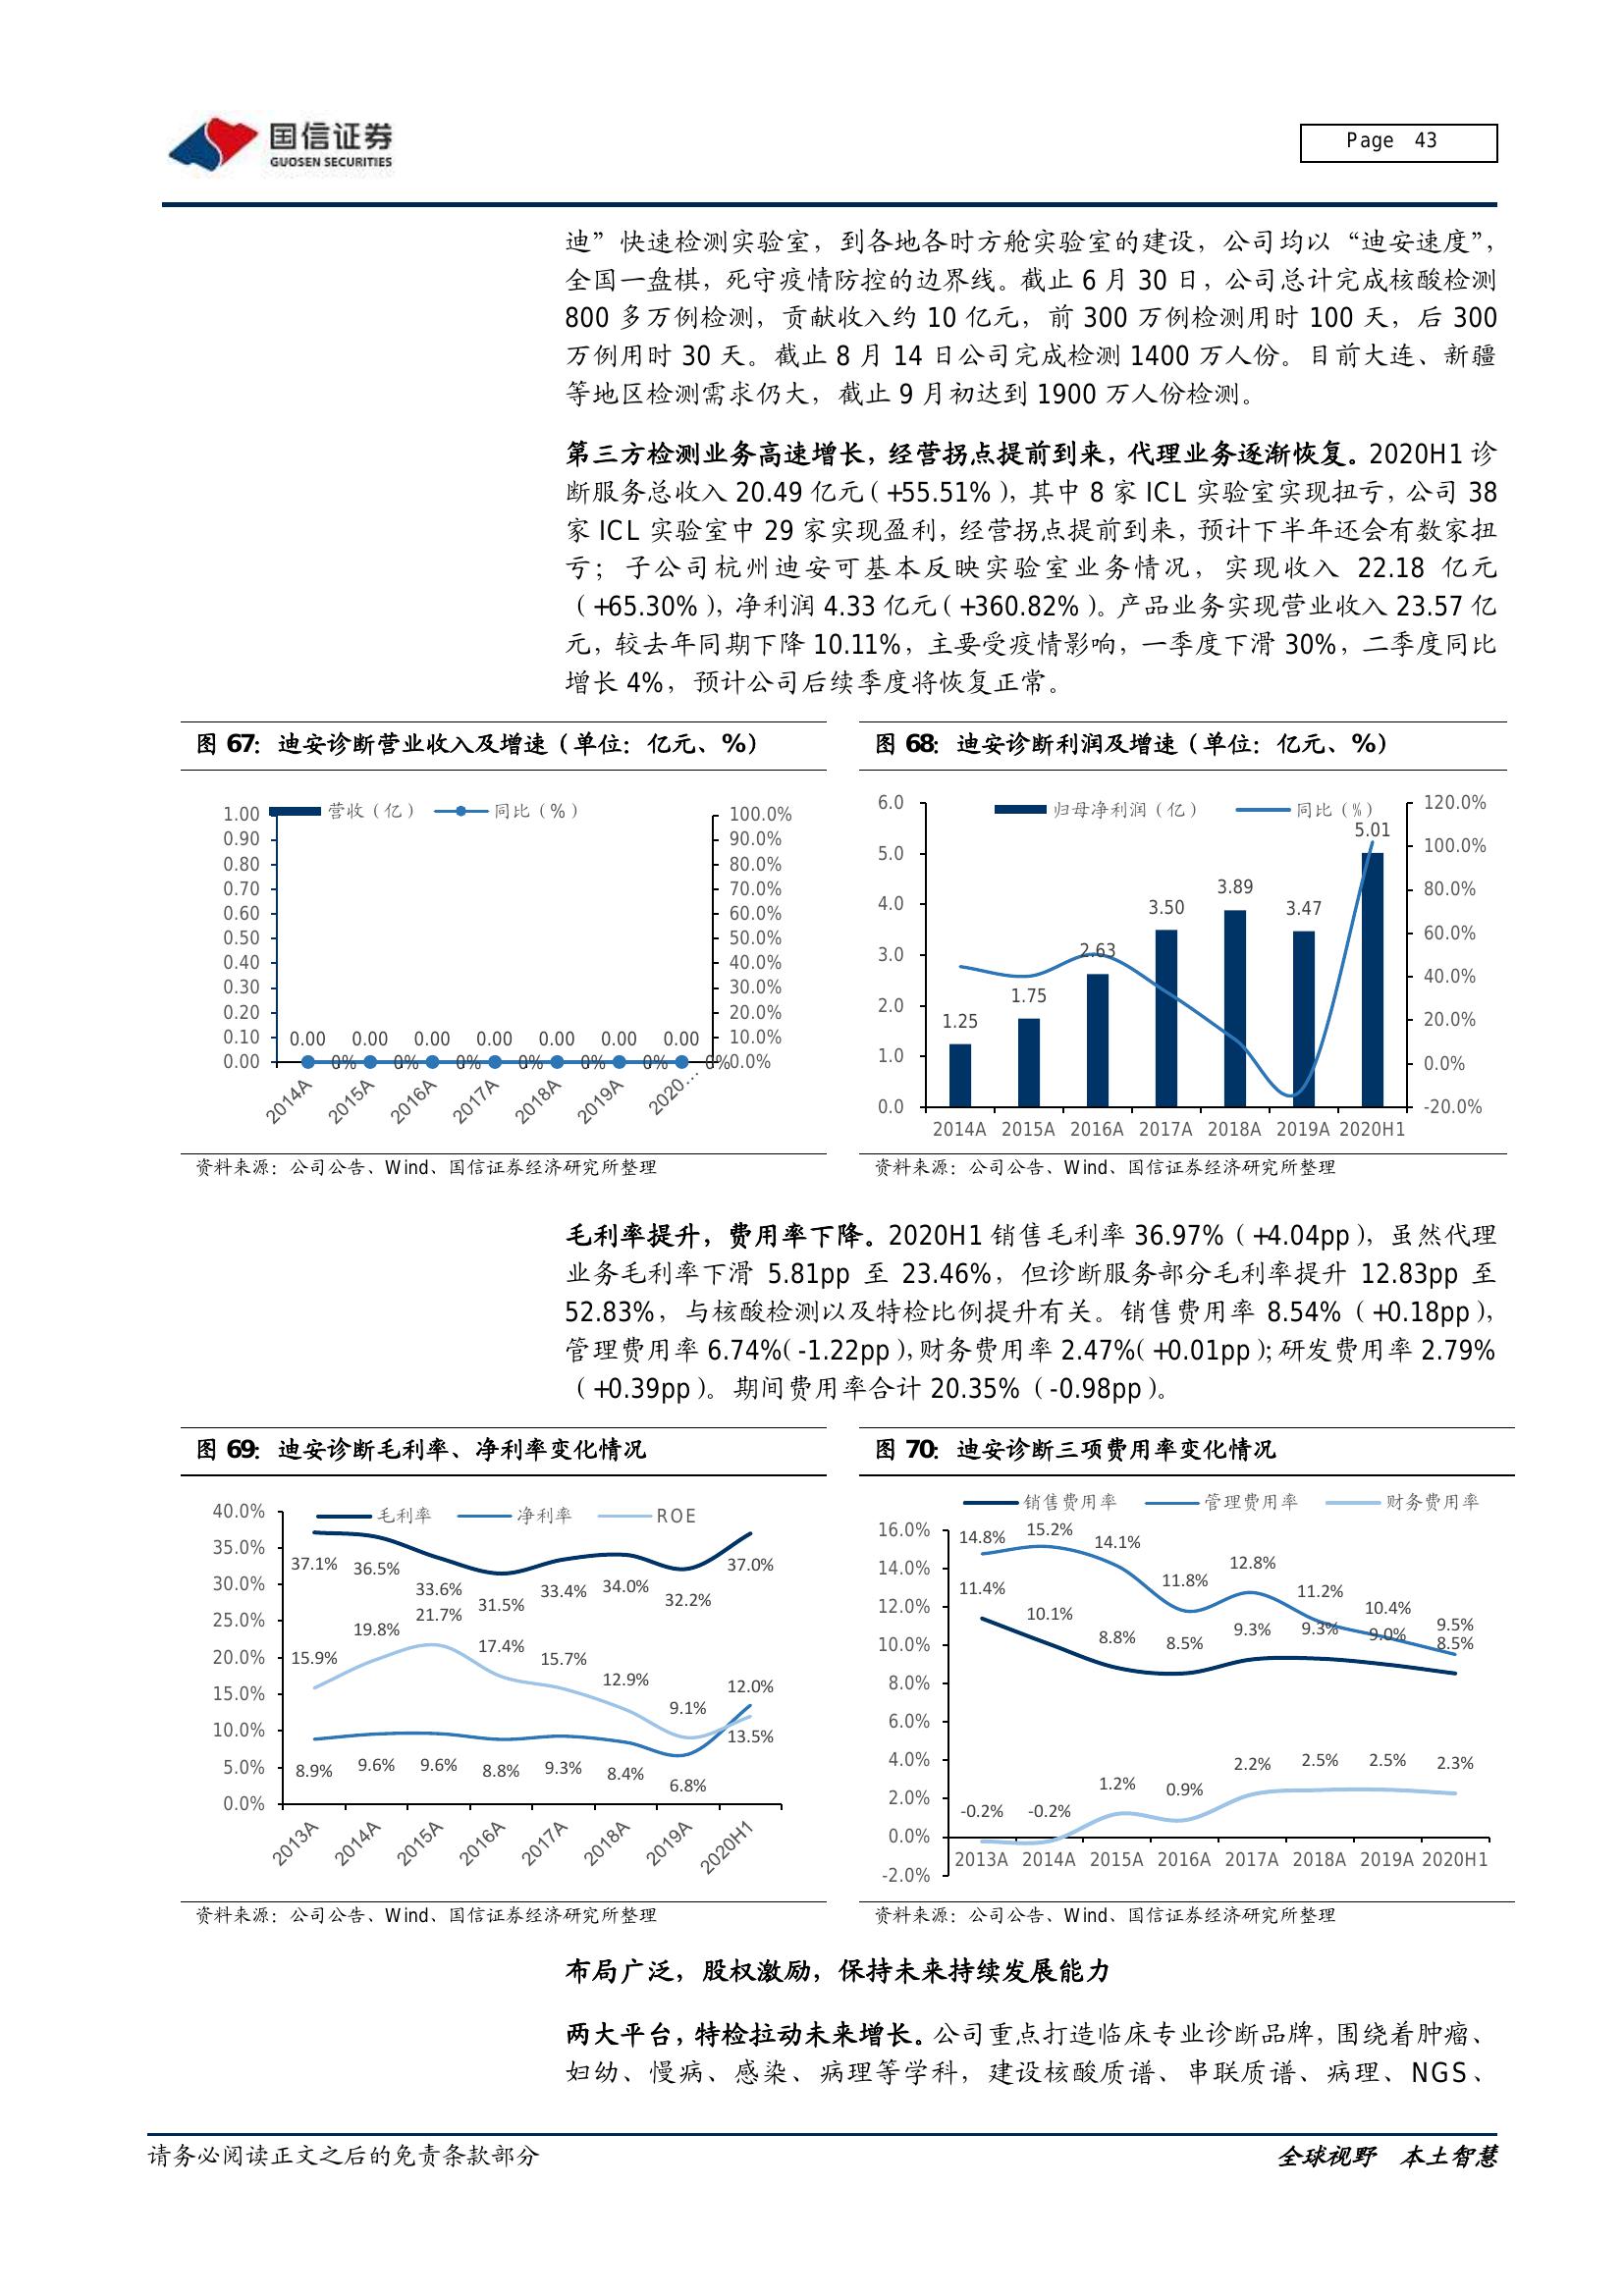 国信证券
GUOSEN SECURITIES
Page 43
迪”快速检测实验室，到各地各时方舱实验室的建设，公司均以“迪安速度”，
全国一盘棋，死守疫情防控的边界线。截止 6 月 30 日，公司总计完成核酸检测
800 多万例检测，贡献收入约 10 亿元，前 300 万例检测用时 100 天，后 300
万例用时 30 天。截止 8 月 14 日公司完成检测 1400 万人份。目前大连、新疆
等地区检测需求仍大，截止 9 月初达到 1900 万人份检测。
第三方检测业务高速增长，经营拐点提前到来，代理业务逐渐恢复。2020H1 诊
断服务总收入 20.49 亿元（+55.51%），其中 8 家 ICL 实验室实现扭亏，公司 38
家 ICL 实验室中 29 家实现盈利，经营拐点提前到来，预计下半年还会有数家扭
亏；子公司杭州迪安可基本反映实验室业务情况，实现收入 22.18 亿元
（+65.30%），净利润 4.33 亿元（+360.82%）。产品业务实现营业收入 23.57 亿
元，较去年同期下降 10.11%，主要受疫情影响，一季度下滑 30%，二季度同比
增长 4%，预计公司后续季度将恢复正常。
图 67：迪安诊断营业收入及增速（单位：亿元、%）
营收（亿） 同比（%）
1.00 100.0%
0.90 90.0%
0.80 80.0%
0.70 70.0%
0.60 60.0%
0.50 50.0%
0.40 40.0%
0.30 30.0%
0.20 20.0%
0.10 10.0%
0.00 0.00 0.00 0.00 0.00 0.00 0.00
0.00 0% 0% 0% 0% 0% 0% 0% 0.0%
2014A 2015A 2016A 2017A 2018A 2019A 2020…
资料来源：公司公告、Wind、国信证券经济研究所整理
图 68：迪安诊断利润及增速（单位：亿元、%）
归母净利润（亿） 同比（%）
6.0 120.0%
5.01
100.0%
5.0
3.89 80.0%
4.0 3.50 3.47
60.0%
3.0 2.63
40.0%
1.75
2.0 20.0%
1.25
1.0 0.0%
0.0 -20.0%
2014A 2015A 2016A 2017A 2018A 2019A 2020H1
资料来源：公司公告、Wind、国信证券经济研究所整理
毛利率提升，费用率下降。2020H1 销售毛利率 36.97%（+4.04pp），虽然代理
业务毛利率下滑 5.81pp 至 23.46%，但诊断服务部分毛利率提升 12.83pp 至
52.83%，与核酸检测以及特检比例提升有关。销售费用率 8.54%（+0.18pp），
管理费用率 6.74%（-1.22pp），财务费用率 2.47%（+0.01pp）；研发费用率 2.79%
（+0.39pp）。期间费用率合计 20.35%（-0.98pp）。
图 69：迪安诊断毛利率、净利率变化情况
毛利率 净利率 ROE
40.0%
35.0%
30.0%
25.0%
20.0%
15.0%
10.0%
5.0%
0.0%
37.1% 36.5% 33.6% 31.5% 33.4% 34.0% 32.2% 37.0%
15.9% 19.8% 21.7% 17.4% 15.7% 12.9% 9.1% 12.0%
8.9% 9.6% 9.6% 8.8% 9.3% 8.4% 6.8% 13.5%
2013A 2014A 2015A 2016A 2017A 2018A 2019A 2020H1
资料来源：公司公告、Wind、国信证券经济研究所整理
图 70：迪安诊断三项费用率变化情况
销售费用率 管理费用率 财务费用率
16.0%
14.0%
12.0%
10.0%
8.0%
6.0%
4.0%
2.0%
0.0%
-2.0%
14.8% 15.2% 14.1% 11.8% 12.8% 11.2% 10.4% 9.5%
11.4% 10.1% 8.8% 8.5% 9.3% 9.3% 9.0% 8.5%
-0.2% -0.2% 1.2% 0.9% 2.2% 2.5% 2.5% 2.3%
2013A 2014A 2015A 2016A 2017A 2018A 2019A 2020H1
资料来源：公司公告、Wind、国信证券经济研究所整理
布局广泛，股权激励，保持未来持续发展能力
两大平台，特检拉动未来增长。公司重点打造临床专业诊断品牌，围绕着肿瘤、
妇幼、慢病、感染、病理等学科，建设核酸质谱、串联质谱、病理、NGS、
请务必阅读正文之后的免责条款部分
全球视野 本土智慧